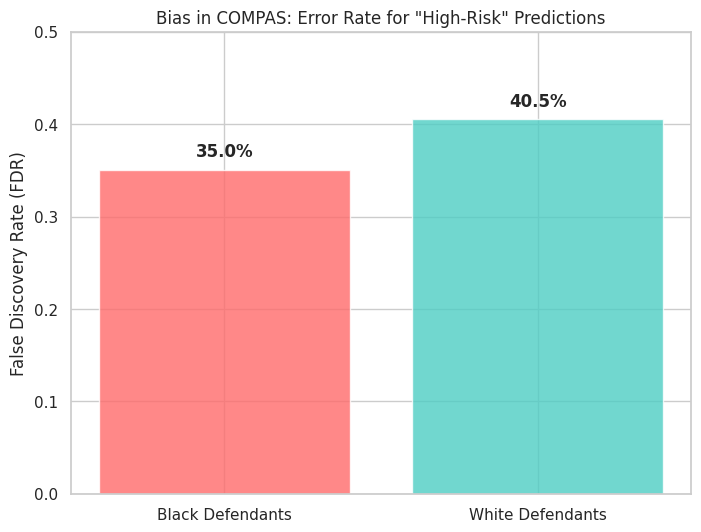 Bias in COMPAS: Error Rate for "High-Risk" Predictions
False Discovery Rate (FDR)
0.5
0.4
0.3
0.2
0.1
0.0
35.0%
40.5%
Black Defendants
White Defendants